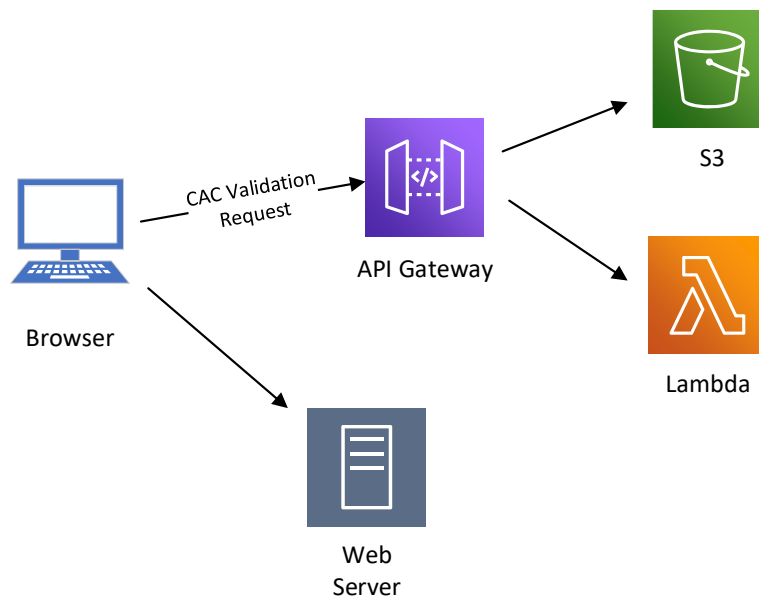 S3
CAC Validation
Request
</>
API Gateway
Browser
Lambda
Web
Server